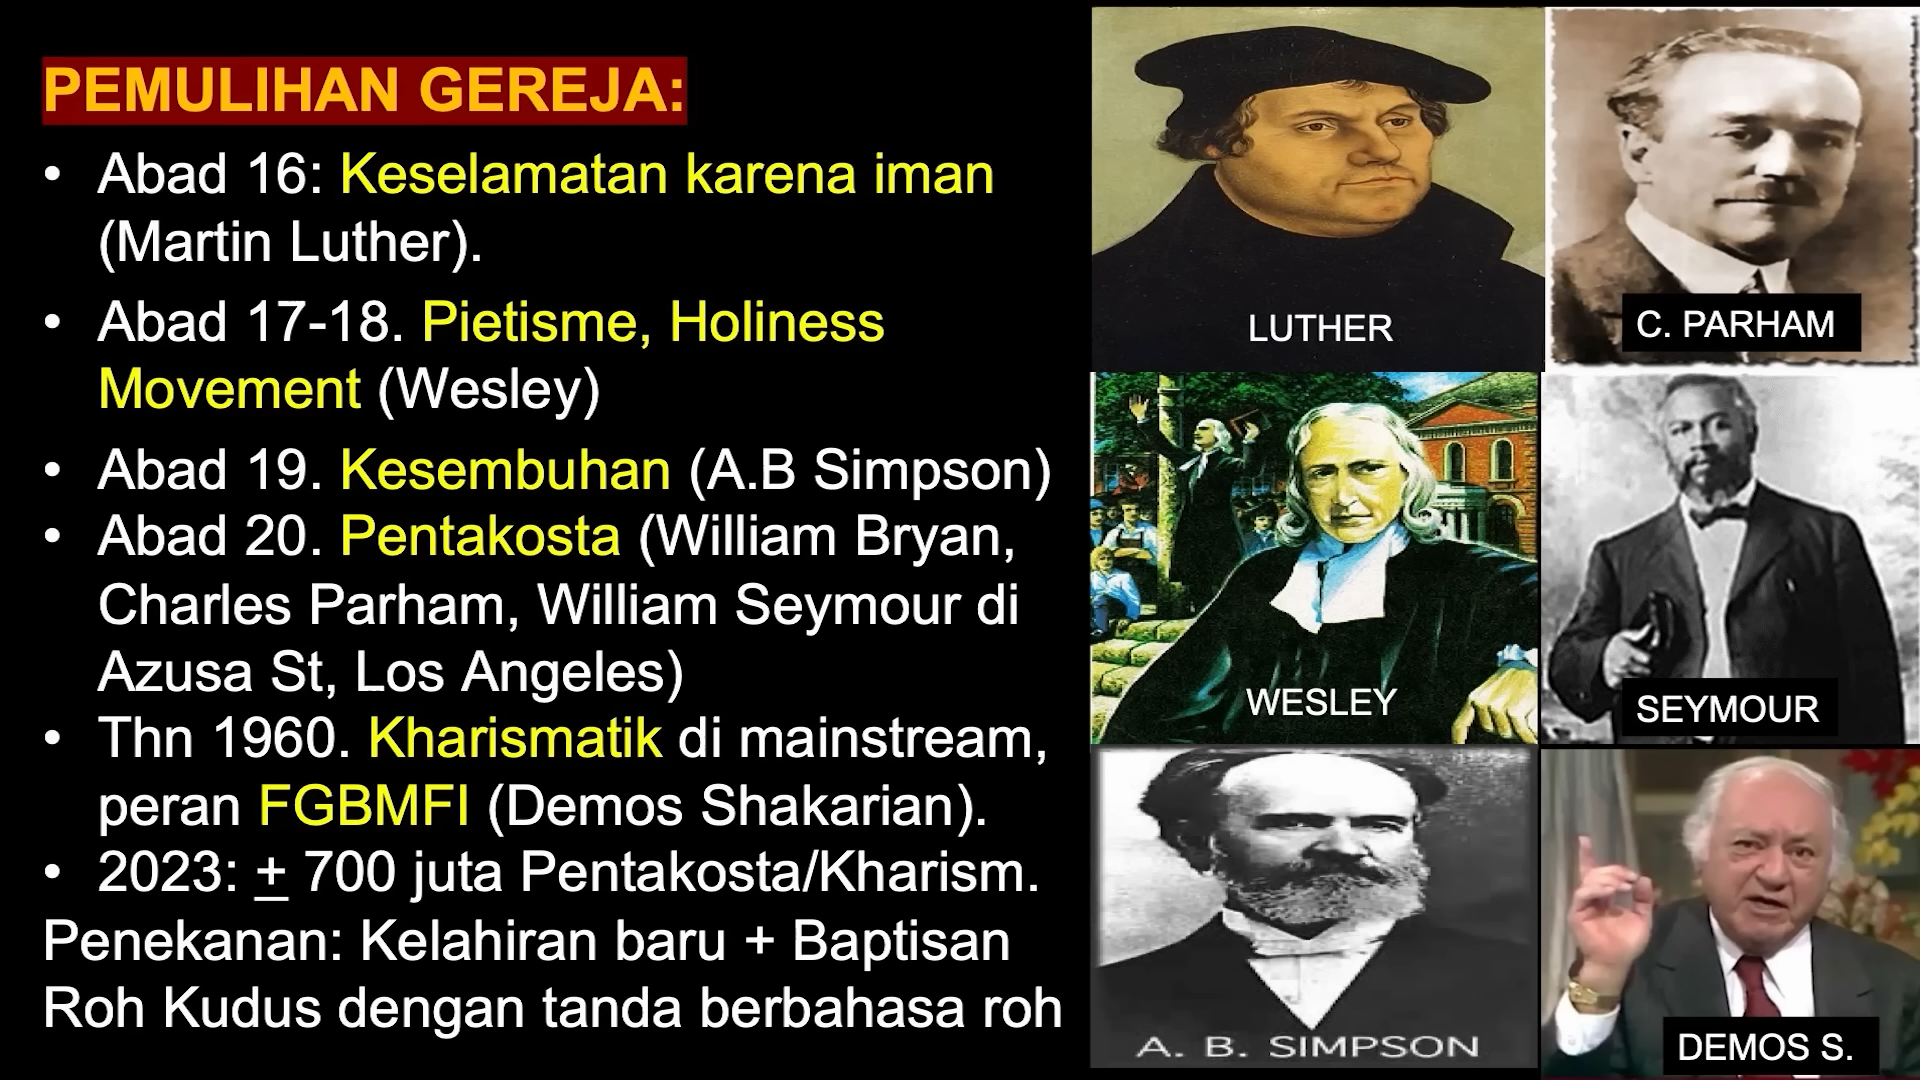 PEMULIHAN GEREJA:
• Abad 16: Keselamatan karena iman
(Martin Luther).
• Abad 17-18. Pietisme, Holiness
Movement (Wesley)
• Abad 19. Kesembuhan (A.B Simpson)
• Abad 20. Pentakosta (William Bryan,
Charles Parham, William Seymour di
Azusa St, Los Angeles)
• Thn 1960. Kharismatik di mainstream,
peran FGBMFI (Demos Shakarian).
• 2023: + 700 juta Pentakosta/Kharism.
Penekanan: Kelahiran baru + Baptisan
Roh Kudus dengan tanda berbahasa roh
LUTHER
C. PARHAM
WESLEY
SEYMOUR
A. B. SIMPSON
DEMOS S.